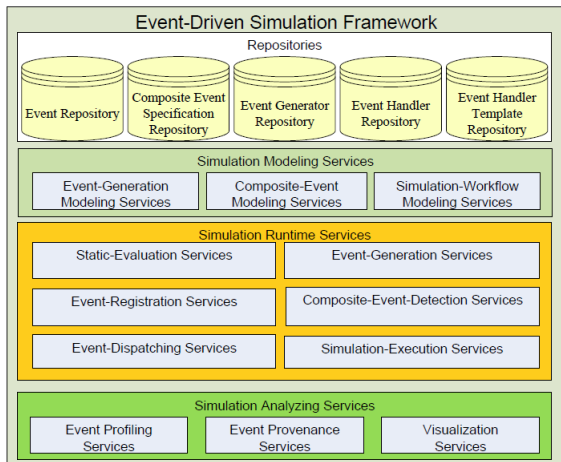 Event-Driven Simulation Framework
Repositories
Event Repository
Composite Event
Specification
Repository
Event Generator
Repository
Event Handler
Repository
Event Handler
Template
Repository
Simulation Modeling Services
Event-Generation
Modeling Services
Composite-Event
Modeling Services
Simulation-Workflow
Modeling Services
Simulation Runtime Services
Static-Evaluation Services
Event-Generation Services
Event-Registration Services
Composite-Event-Detection Services
Event-Dispatching Services
Simulation-Execution Services
Simulation Analyzing Services
Event Profiling
Services
Event Provenance
Services
Visualization
Services